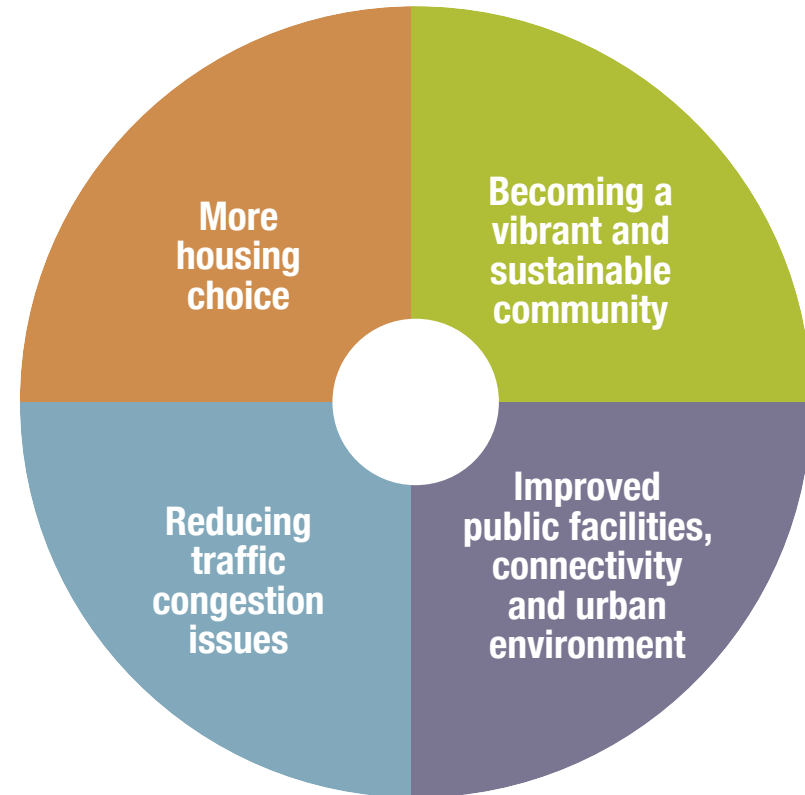 More
housing
choice
Becoming a
vibrant and
sustainable
community
Reducing
traffic
congestion
issues
Improved
public facilities,
connectivity
and urban
environment